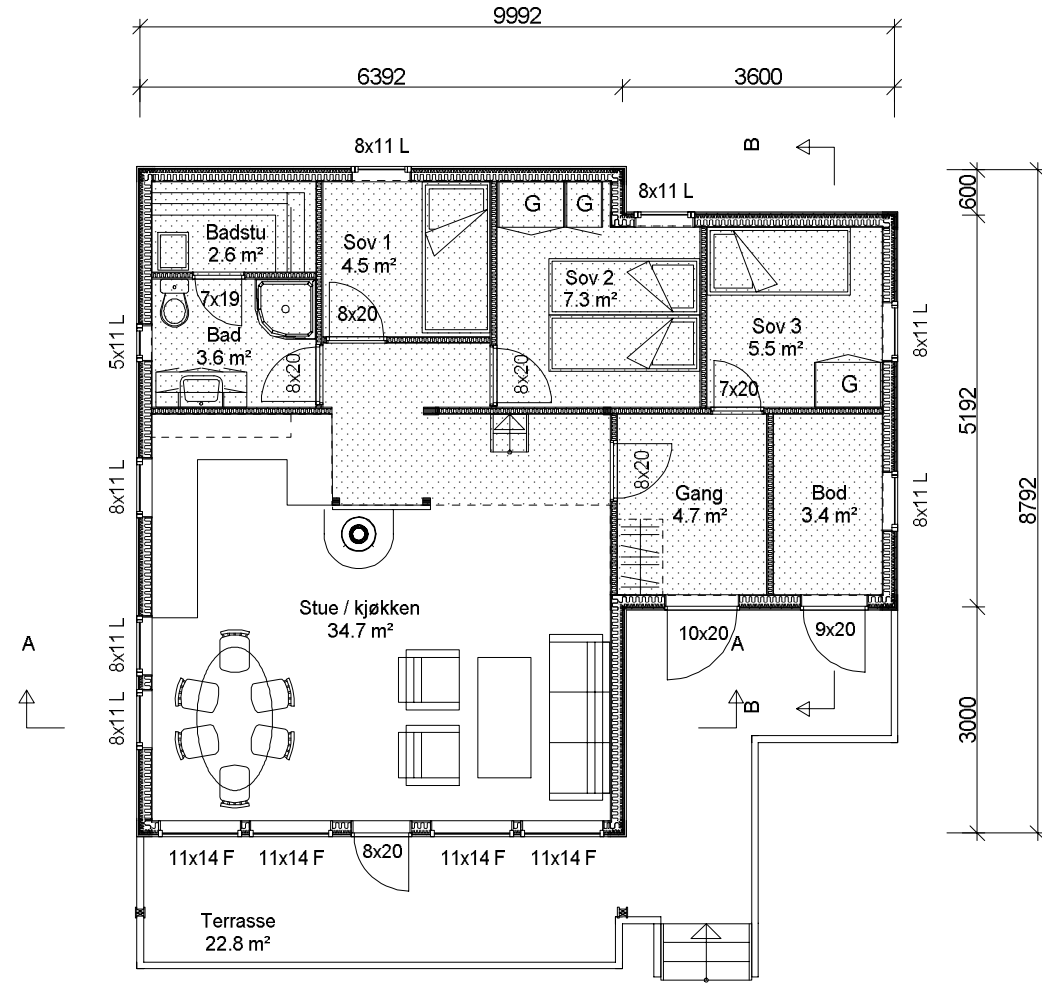 9992
6392
3600
8x11 L
B
8x11 L
600
G
G
Badstu
2.6 m²
Sov 1
4.5 m²
Sov 2
7.3 m²
7x19
8x20
Sov 3
5.5 m²
5x11 L
8x11 L
Bad
3.6 m²
8x20
8x20
7x20
G
5192
8x11 L
8x20
Gang
4.7 m²
Bod
3.4 m²
8x11 L
8792
Stue / kjøkken
34.7 m²
A
8x11 L
10x20
A
9x20
8x11 L
B
3000
11x14 F
11x14 F
8x20
11x14 F
11x14 F
Terrasse
22.8 m²